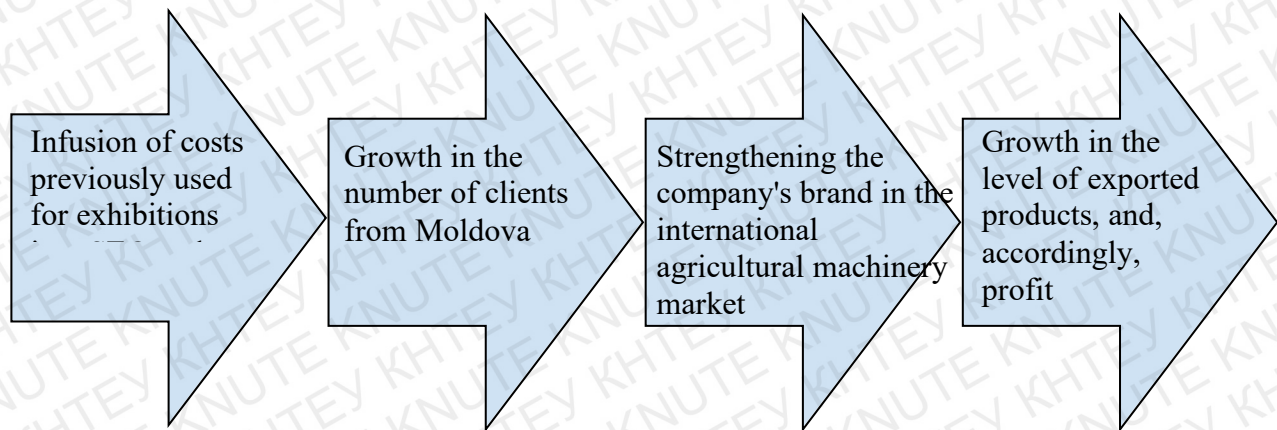 Infusion of costs
previously used
for exhibitions
Growth in the
number of clients
from Moldova
Strengthening the
company's brand in the
international
agricultural machinery
market
Growth in the
level of exported
products, and,
accordingly,
profit